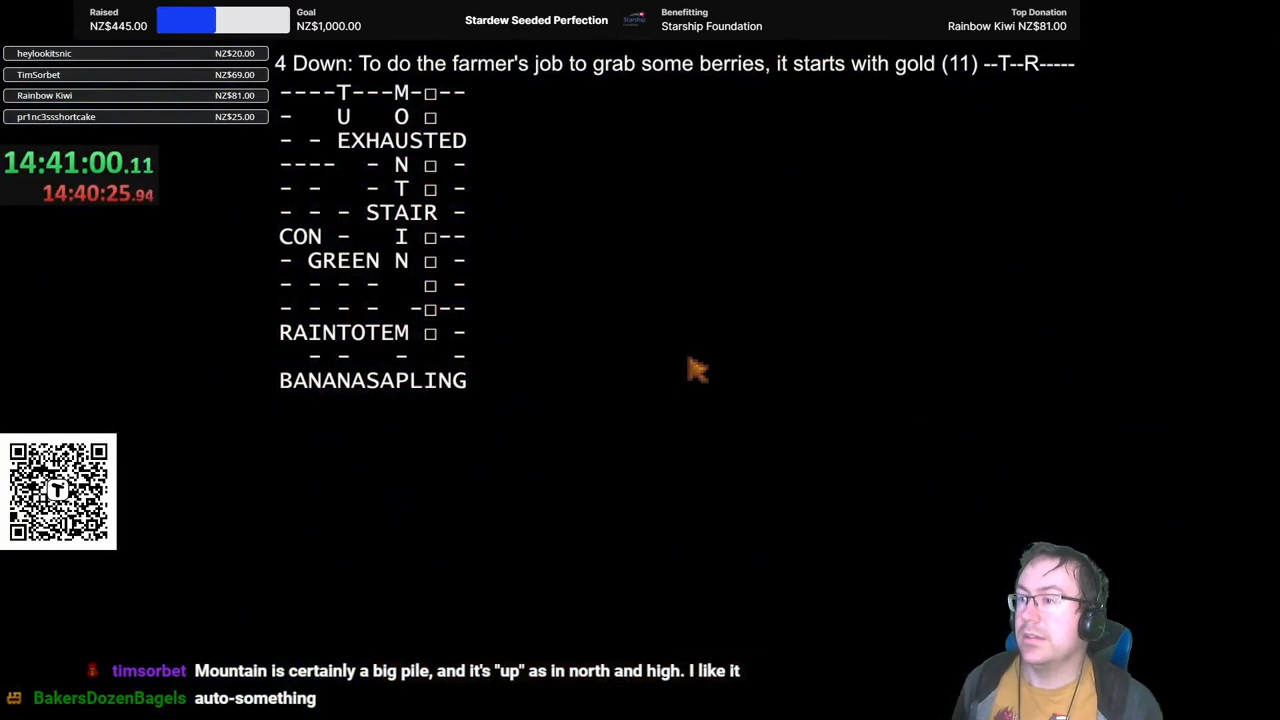 Raised
NZ$445.00
Goal
NZ$1,000.00
Stardew Seeded Perfection
Starship
Benefitting
Starship Foundation
Top Donation
Rainbow Kiwi NZ$81.00
heylookitsnic NZ$20.00
TimSorbet NZ$69.00
Rainbow Kiwi NZ$81.00
pr1nc3ssshortcake NZ$25.00
14:41:00.11
14:40:25.94
4 Down: To do the farmer's job to grab some berries, it starts with gold (11) --T--R-----
----T---M-□--
-   U   O □
- - EXHAUSTED
----  - N □ -
- -   - T □ -
- - - STAIR -
CON -   I □--
- GREEN N □ -
- - - -   □ -
- - - -  -□--
RAINTOTEM □ -
  - -   -   -
BANANASAPLING
T
timsorbet Mountain is certainly a big pile, and it's "up" as in north and high. I like it
BakersDozenBagels auto-something